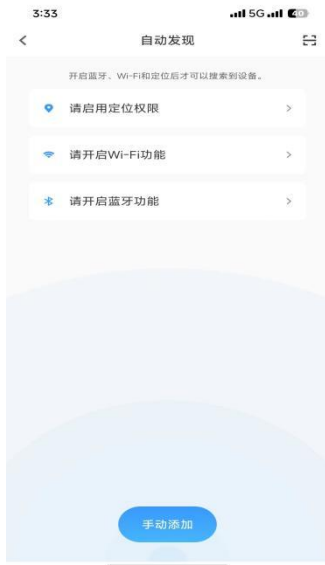 3:33
5G
40
自动发现
开启蓝牙、Wi-Fi和定位后才可以搜索到设备。
请启用定位权限
请开启Wi-Fi功能
请开启蓝牙功能
手动添加